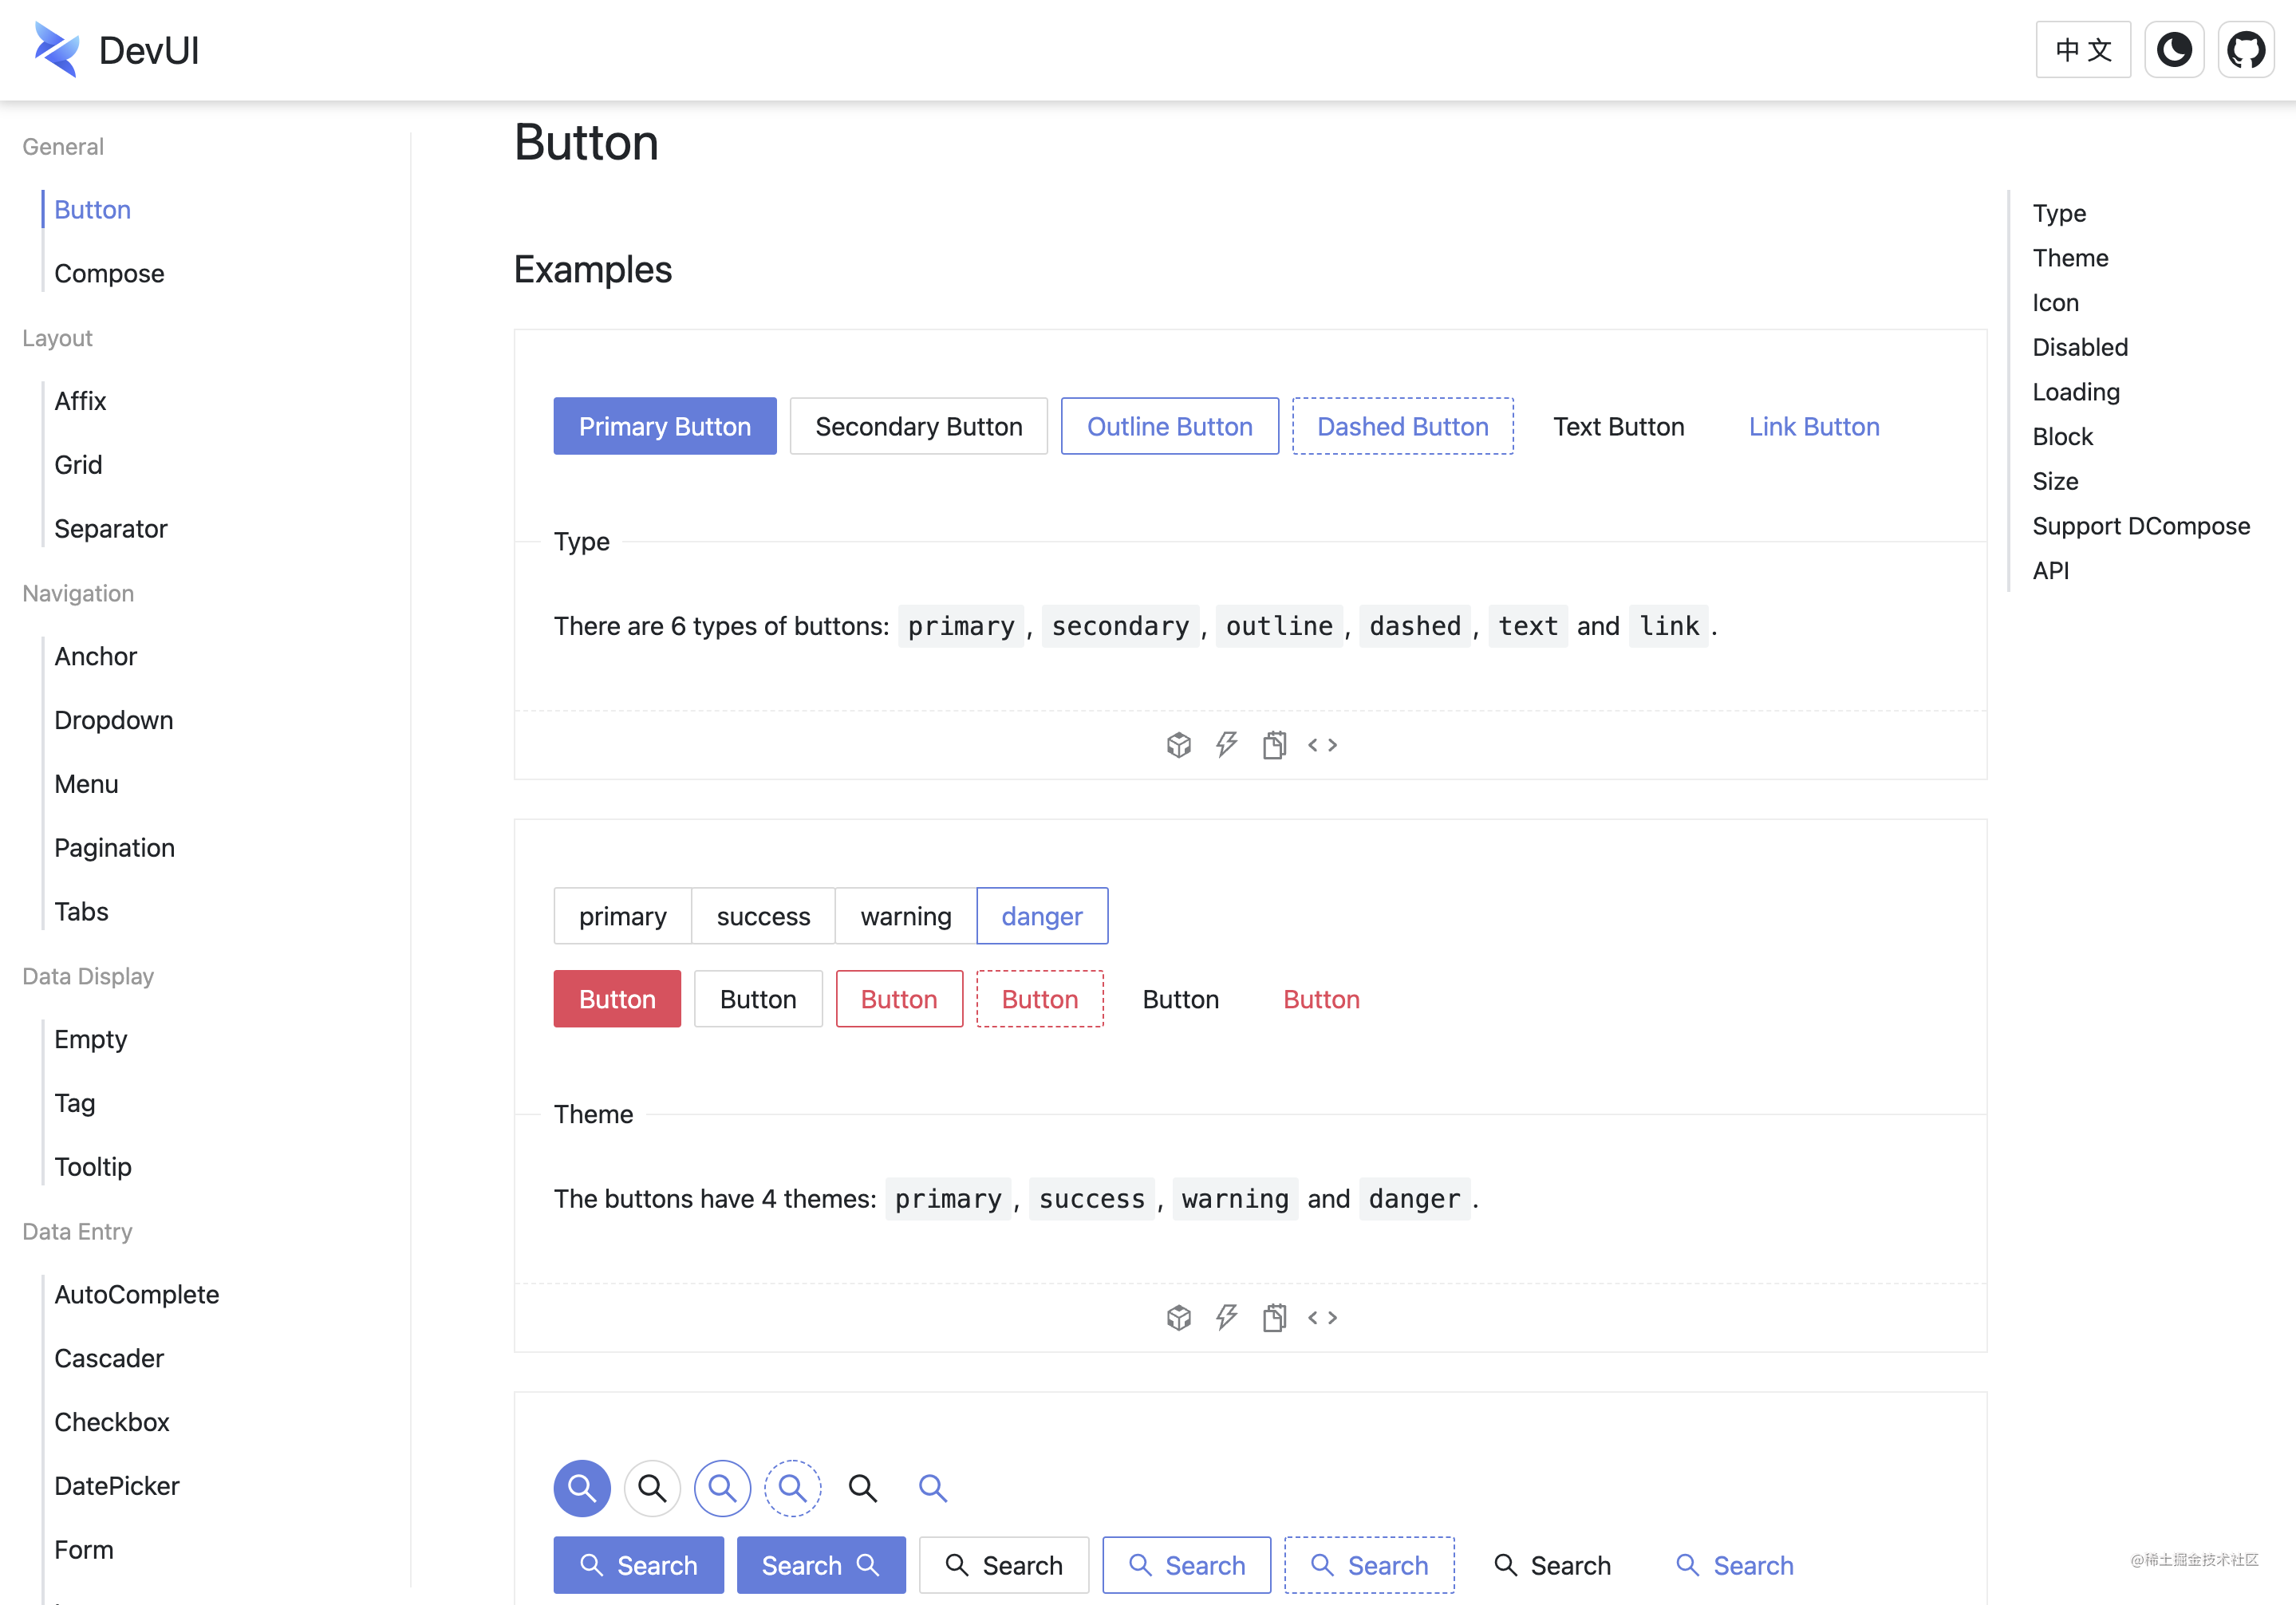 DevUI
中文
General
Button
Compose
Layout
Affix
Grid
Separator
Navigation
Anchor
Dropdown
Menu
Pagination
Tabs
Data Display
Empty
Tag
Tooltip
Data Entry
AutoComplete
Cascader
Checkbox
DatePicker
Form
Button
Examples
Primary Button Secondary Button Outline Button Dashed Button Text Button Link Button
Type
There are 6 types of buttons: primary, secondary, outline, dashed, text and link.
< >
primary success warning danger
Button Button Button Button Button Button
Theme
The buttons have 4 themes: primary, success, warning and danger.
< >
Search Search Search Search Search Search Search
Type
Theme
Icon
Disabled
Loading
Block
Size
Support DCompose
API
@稀土掘金技术社区